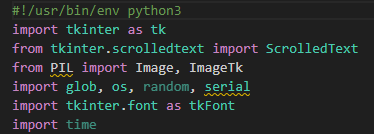 #!/usr/bin/env python3
import tkinter as tk
from tkinter.scrolledtext import ScrolledText
from PIL import Image, ImageTk
import glob, os, random, serial
import tkinter.font as tkFont
import time